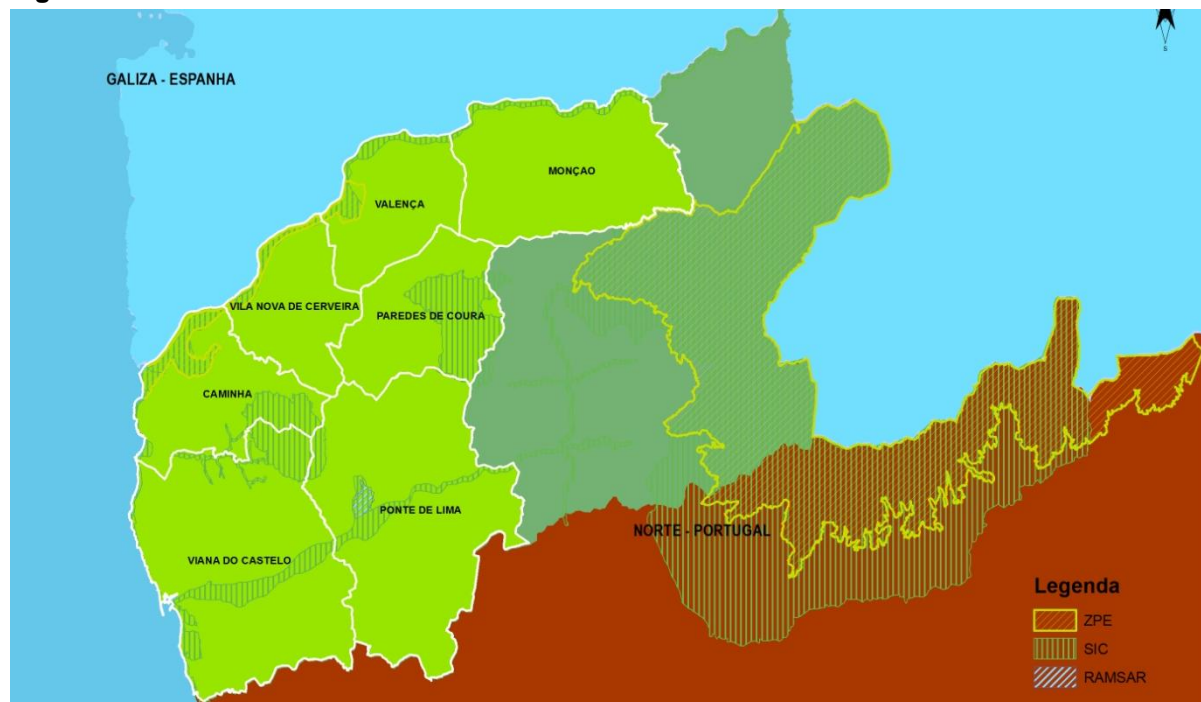 S
GALIZA - ESPANHA
MONÇAO
VALENÇA
VILA NOVA DE CERVEIRA
PAREDES DE COURA
CAMINHA
PONTE DE LIMA
NORTE - PORTUGAL
VIANA DO CASTELO
Legenda
ZPE
SIC
RAMSAR